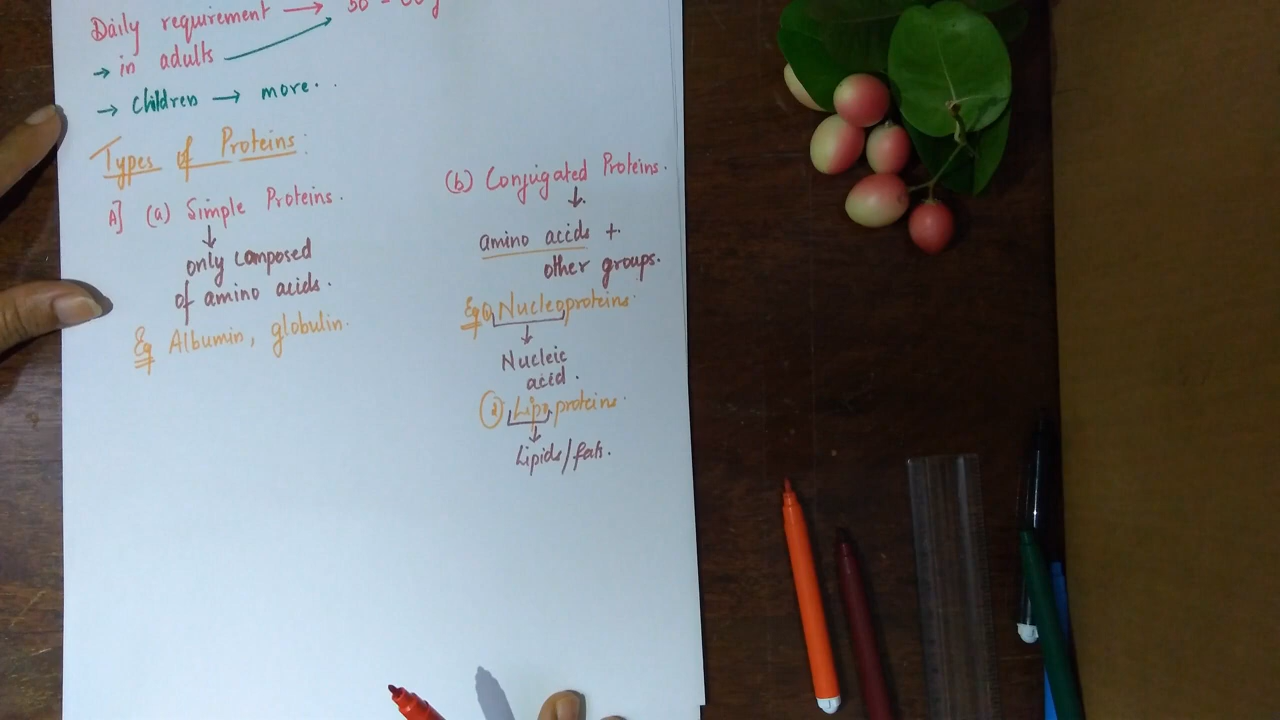 Daily requirement →
→ in adults
→ Children → more.
Types of Proteins:
A] (a) Simple Proteins.
↓
only composed
of amino acids.
Eg Albumin, globulin.
(b) Conjugated Proteins.
↓
amino acids +
other groups.
Eg ① Nucleoproteins.
↓
Nucleic
acid.
② Lipoproteins.
↓
Lipids/fats.